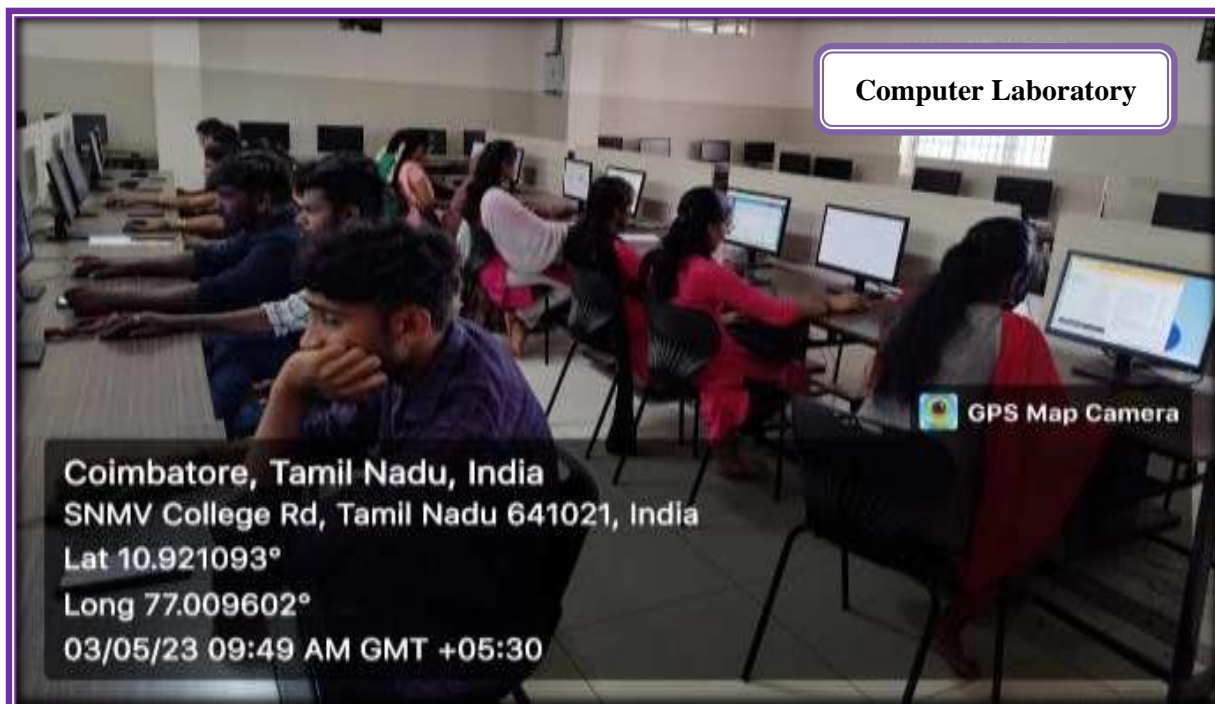 Computer Laboratory
GPS Map Camera
Coimbatore, Tamil Nadu, India
SNMV College Rd, Tamil Nadu 641021, India
Lat 10.921093°
Long 77.009602°
03/05/23 09:49 AM GMT +05:30